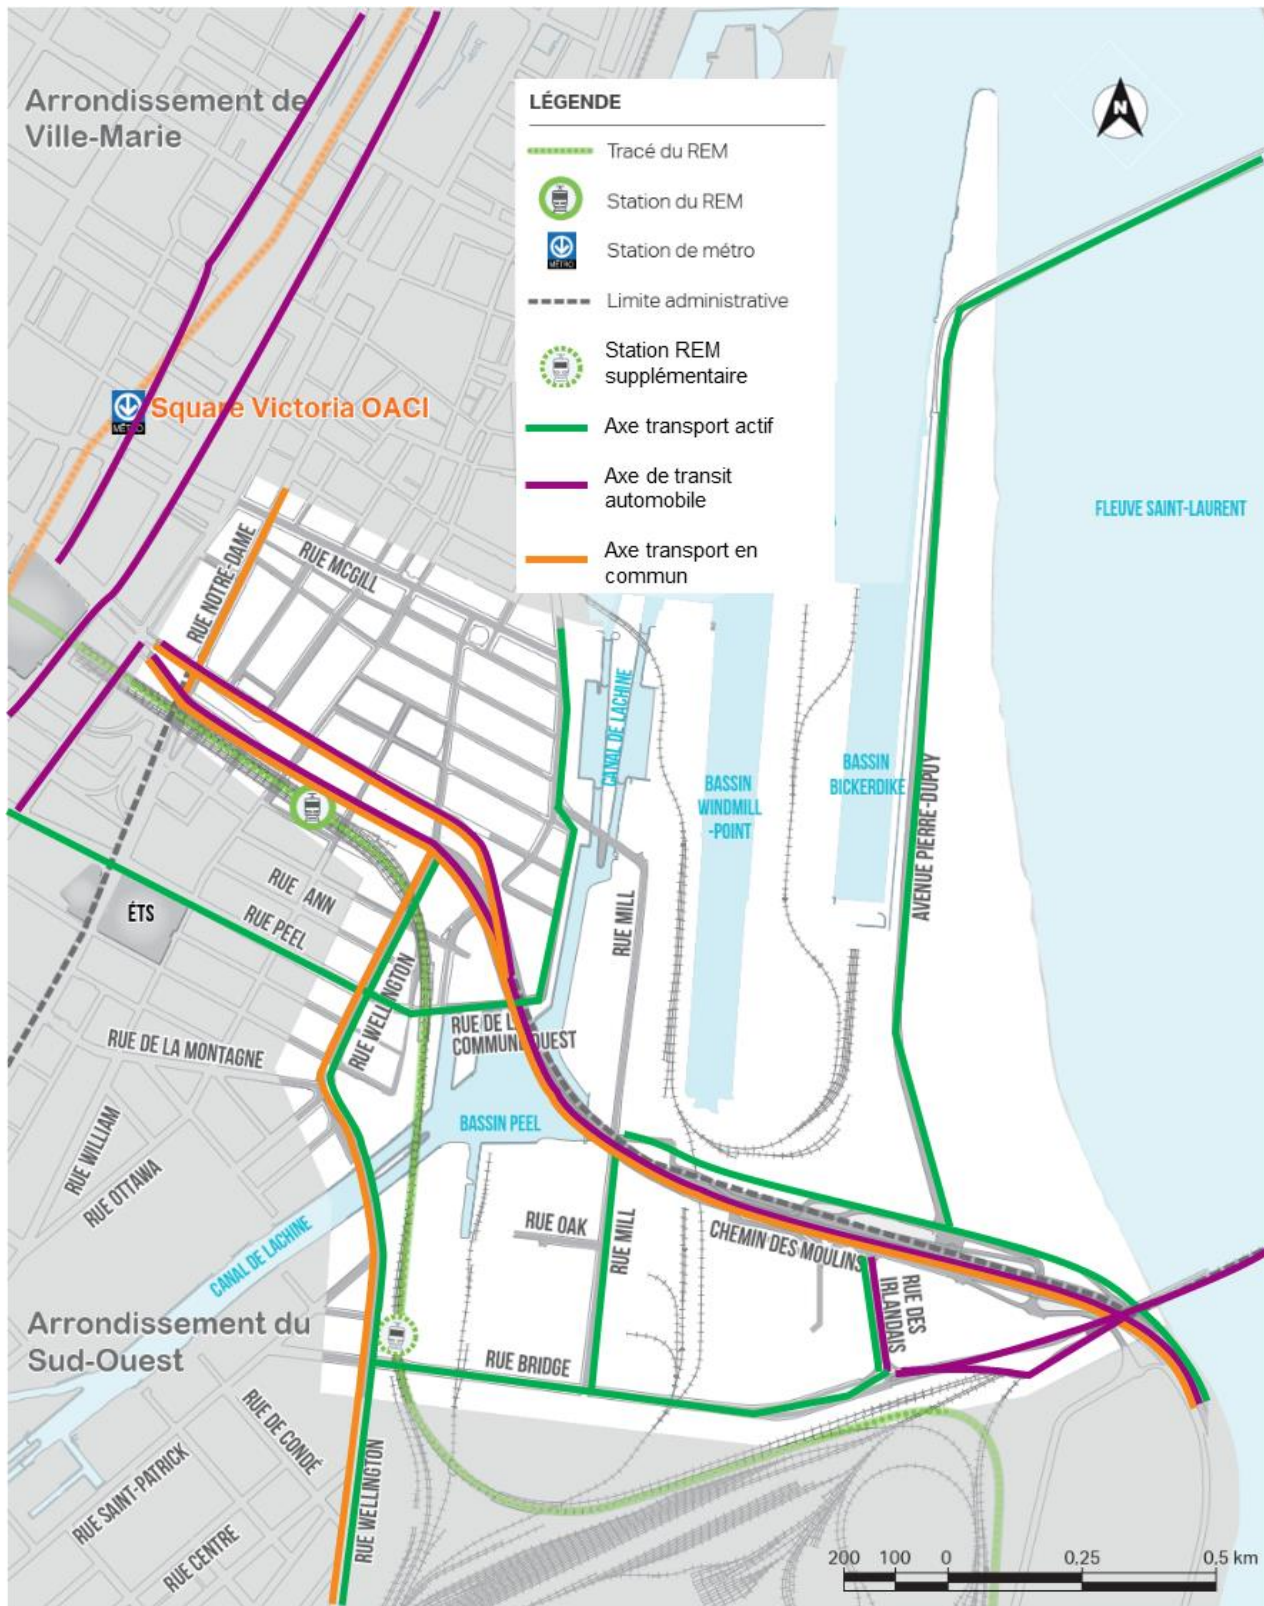 Arrondissement de
Ville-Marie
LÉGENDE
N
Tracé du REM
Station du REM
MÉTRO
Station de métro
Limite administrative
Station REM
supplémentaire
Axe transport actif
Axe de transit
automobile
Axe transport en
commun
Square Victoria OACI
MÉTRO
FLEUVE SAINT-LAURENT
RUE NOTRE-DAME
RUE MCGILL
CANAL DE LACHINE
BASSIN
WINDMILL
-POINT
BASSIN
BICKERDIKE
AVENUE PIERRE-DUPUY
RUE ANN
RUE PEEL
ÉTS
RUE MILL
RUE WELLINGTON
RUE DE L
COMMUNE OUEST
RUE DE LA MONTAGNE
BASSIN PEEL
RUE WILLIAM
RUE OTTAWA
CANAL DE LACHINE
RUE OAK
RUE MILL
CHEMIN DES MOULINS
RUE DES
IRLANDAIS
Arrondissement du
Sud-Ouest
RUE BRIDGE
RUE DE CONDÉ
RUE SAINT-PATRICK
RUE CENTRE
RUE WELLINGTON
200 100 0 0,25 0,5 km